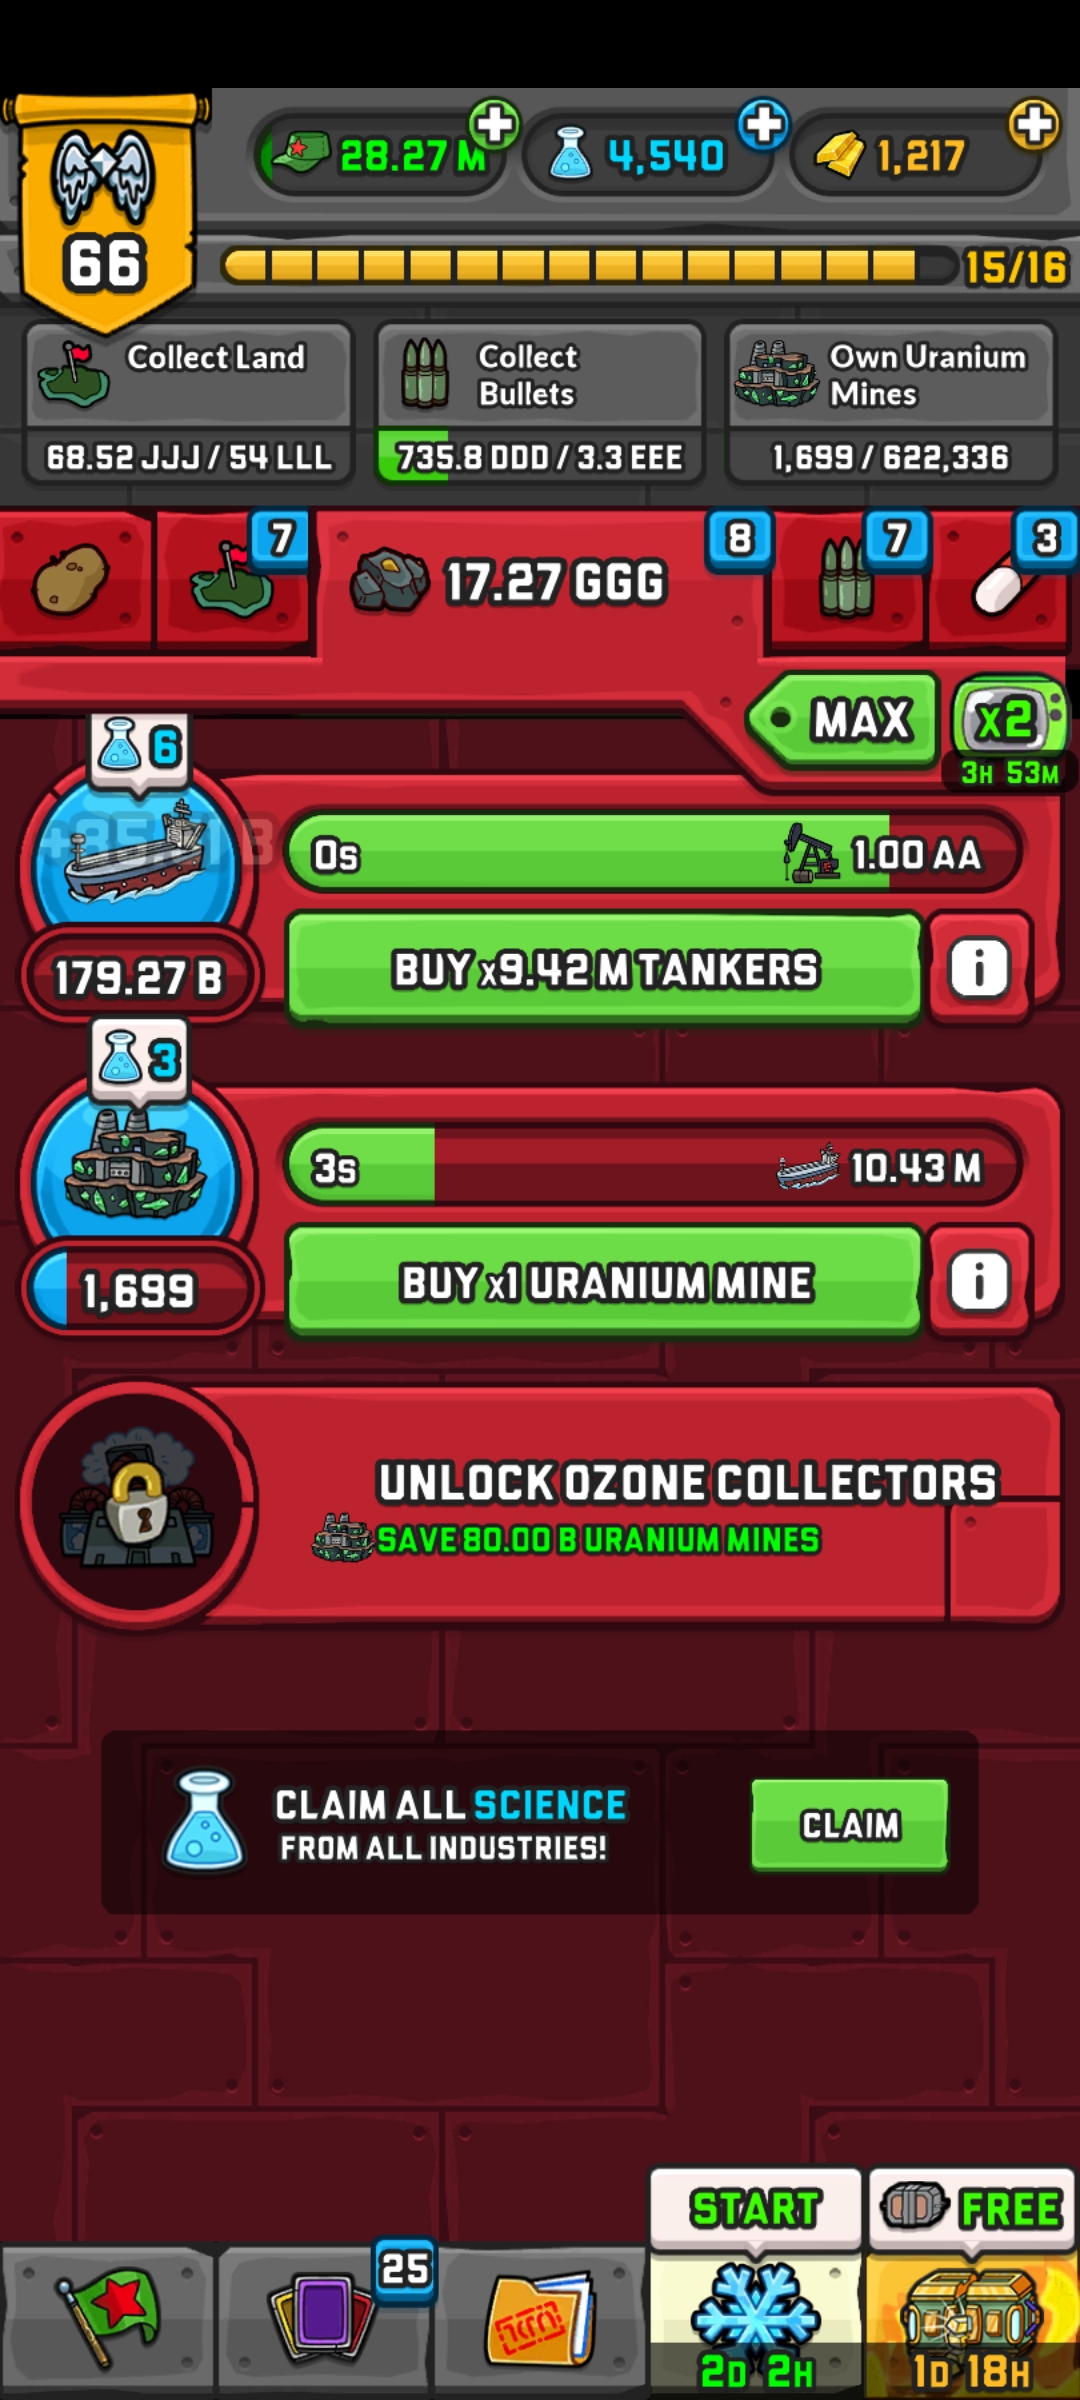 28.27 M
4,540
1,217
66
15/16
Collect Land
68.52 JJJ / 54 LLL
Collect
Bullets
735.8 DDD / 3.3 EEE
Own Uranium
Mines
1,699 / 622,336
7
17.27 GGG
8
7
3
MAX
x2
3H 53M
6
0s
1.00 AA
179.27 B
BUY x9.42 M TANKERS
i
3
3s
10.43 M
1,699
BUY x1 URANIUM MINE
i
UNLOCK OZONE COLLECTORS
SAVE 80.00 B URANIUM MINES
CLAIM ALL SCIENCE
FROM ALL INDUSTRIES!
CLAIM
START
FREE
25
2D 2H
1D 18H